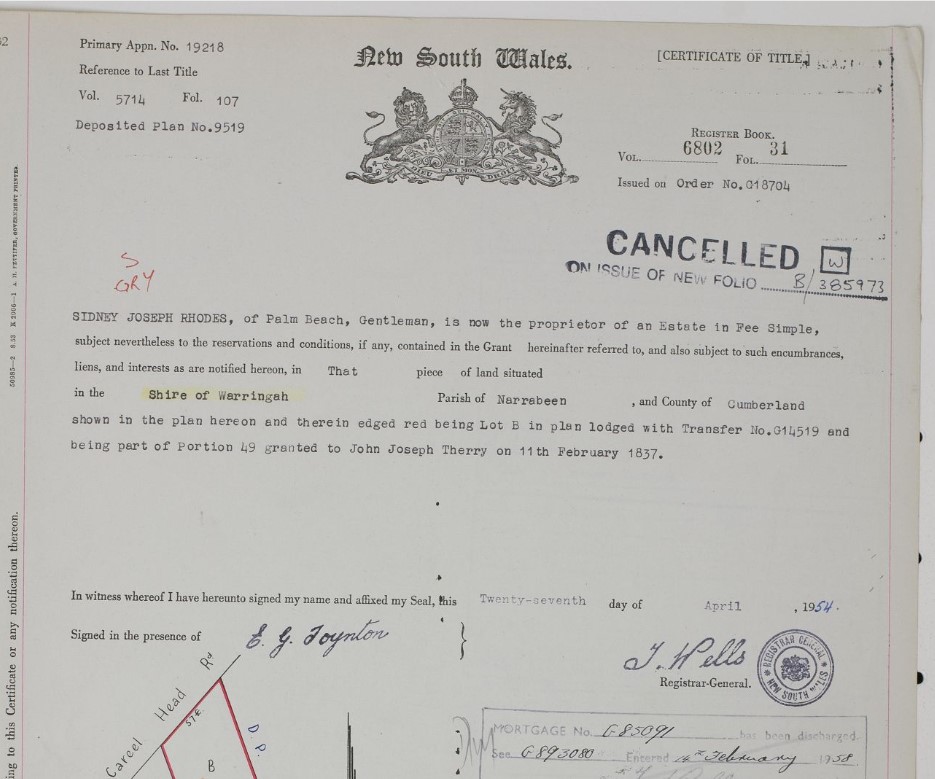 Primary Appn. No. 19218
Reference to Last Title
Vol. 5714 Fol. 107
Deposited Plan No.9519
New South Wales.
DIEU ET MON DROIT
[CERTIFICATE OF TITLE.]
REGISTER BOOK.
VOL. 6802 FOL. 31
Issued on Order No.G18704
CANCELLED W
ON ISSUE OF NEW FOLIO B/385973
S
GRY
SIDNEY JOSEPH RHODES, of Palm Beach, Gentleman, is now the proprietor of an Estate in Fee Simple,
subject nevertheless to the reservations and conditions, if any, contained in the Grant hereinafter referred to, and also subject to such encumbrances,
liens, and interests as are notified hereon, in That piece of land situated
in the Shire of Warringah Parish of Narrabeen , and County of Cumberland
shown in the plan hereon and therein edged red being Lot B in plan lodged with Transfer No.G14519 and
being part of Portion 49 granted to John Joseph Therry on 11th February 1837.
In witness whereof I have hereunto signed my name and affixed my Seal, this Twenty-seventh day of April , 1954.
Signed in the presence of E. G. Toynton
J. Wells
Registrar-General.
REGISTRAR GENERAL NEW SOUTH WALES
Carcel Head Rd
57
D.P.
B
MORTGAGE No. G85091 has been discharged.
See G893080 Entered 14th February 1958
ing to this Certificate or any notification thereon.
A. H. PETTIFER, GOVERNMENT PRINTER